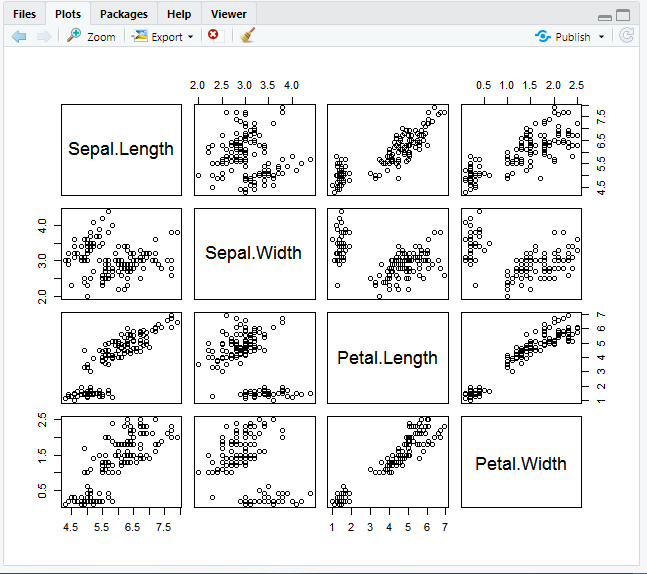 Files Plots Packages Help Viewer
Zoom Export Publish
2.0 2.5 3.0 3.5 4.0 0.5 1.0 1.5 2.0 2.5
Sepal.Length
4.5 5.5 6.5 7.5
2.0 3.0 4.0
Sepal.Width
Petal.Length
1 2 3 4 5 6 7
0.5 1.5 2.5
Petal.Width
4.5 5.5 6.5 7.5 1 2 3 4 5 6 7